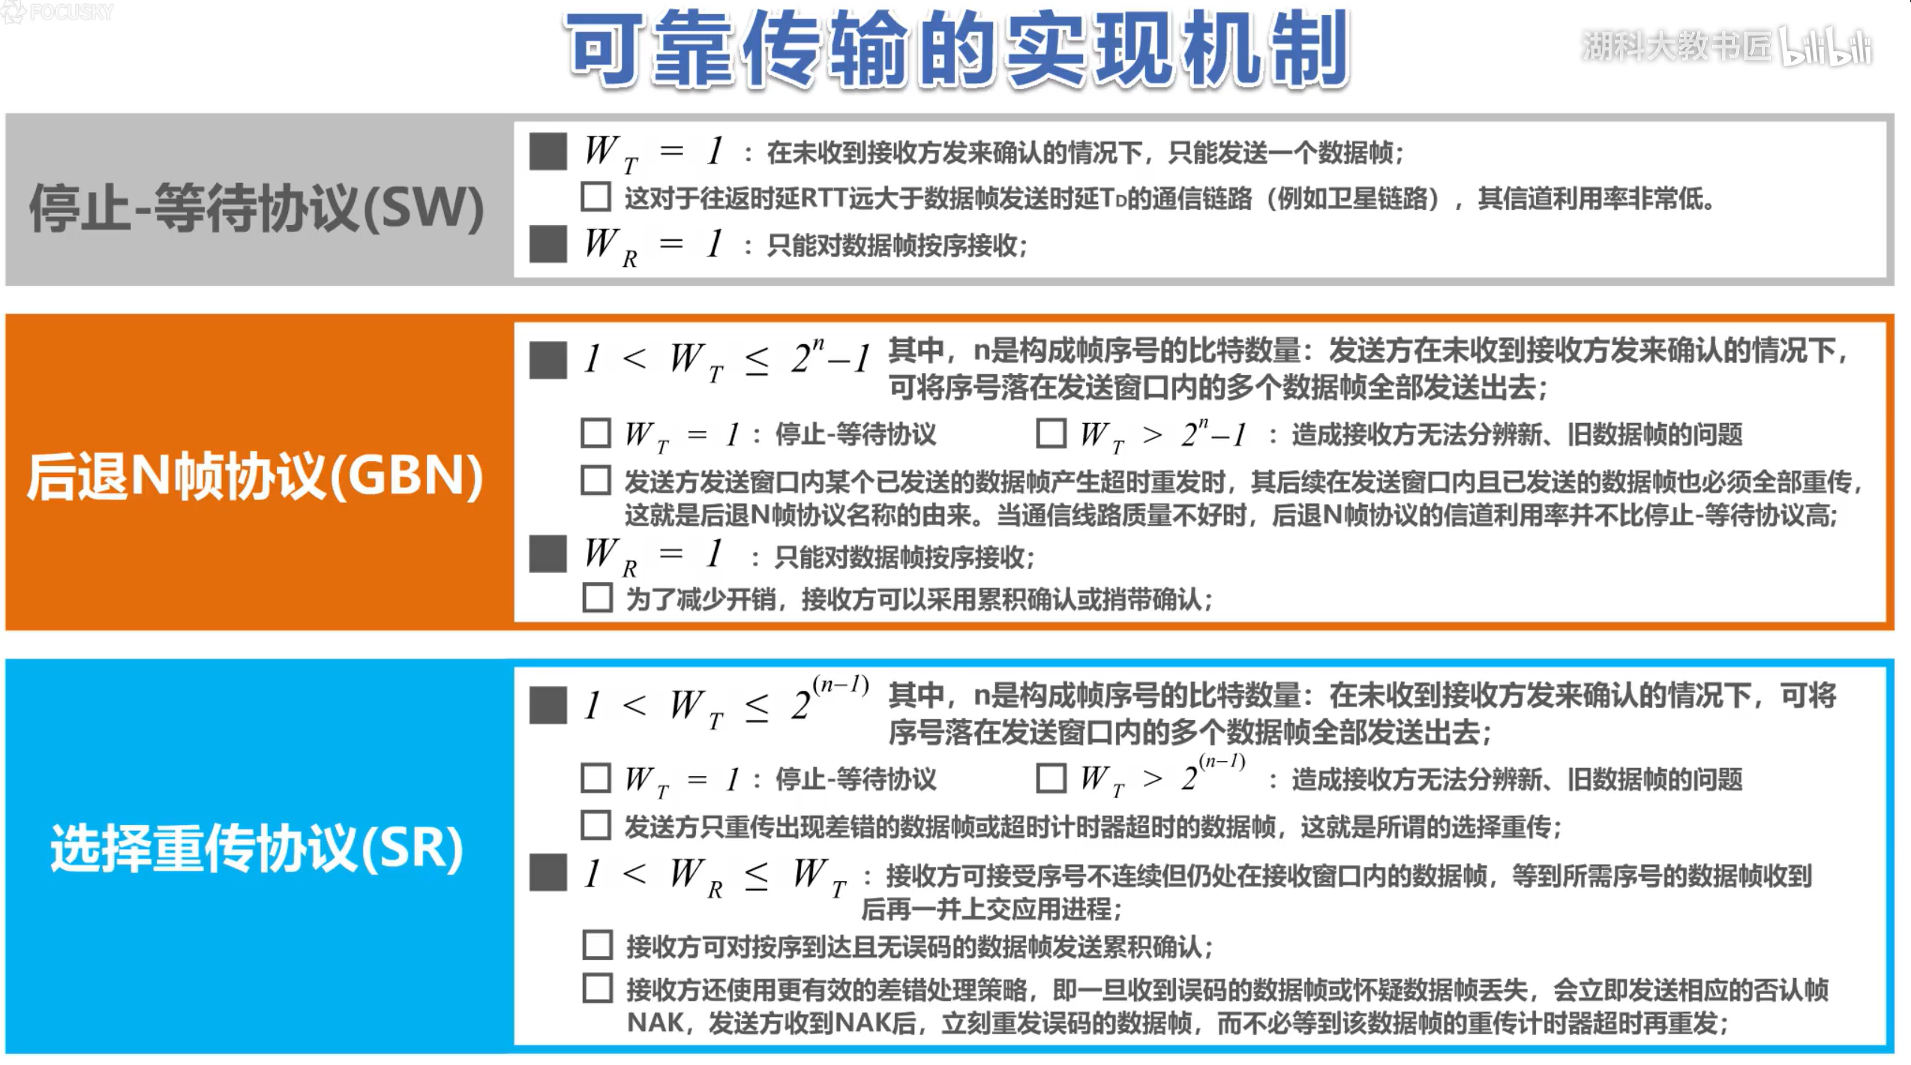 FOCUSKY
可靠传输的实现机制
湖科大教书匠 bilibili
停止-等待协议(SW)
W_T = 1 ：在未收到接收方发来确认的情况下，只能发送一个数据帧；
这对于往返时延RTT远大于数据帧发送时延TD的通信链路（例如卫星链路），其信道利用率非常低。
W_R = 1 ：只能对数据帧按序接收；
后退N帧协议(GBN)
1 < W_T ≤ 2^n–1 其中，n是构成帧序号的比特数量：发送方在未收到接收方发来确认的情况下，
可将序号落在发送窗口内的多个数据帧全部发送出去；
W_T = 1：停止-等待协议 W_T > 2^n–1 ：造成接收方无法分辨新、旧数据帧的问题
发送方发送窗口内某个已发送的数据帧产生超时重发时，其后续在发送窗口内且已发送的数据帧也必须全部重传，
这就是后退N帧协议名称的由来。当通信线路质量不好时，后退N帧协议的信道利用率并不比停止-等待协议高;
W_R = 1 ：只能对数据帧按序接收；
为了减少开销，接收方可以采用累积确认或捎带确认；
选择重传协议(SR)
1 < W_T ≤ 2^(n–1) 其中，n是构成帧序号的比特数量：在未收到接收方发来确认的情况下，可将
序号落在发送窗口内的多个数据帧全部发送出去；
W_T = 1：停止-等待协议 W_T > 2^(n–1) ：造成接收方无法分辨新、旧数据帧的问题
发送方只重传出现差错的数据帧或超时计时器超时的数据帧，这就是所谓的选择重传；
1 < W_R ≤ W_T ：接收方可接受序号不连续但仍处在接收窗口内的数据帧，等到所需序号的数据帧收到
后再一并上交应用进程；
接收方可对按序到达且无误码的数据帧发送累积确认；
接收方还使用更有效的差错处理策略，即一旦收到误码的数据帧或怀疑数据帧丢失，会立即发送相应的否认帧
NAK，发送方收到NAK后，立刻重发误码的数据帧，而不必等到该数据帧的重传计时器超时再重发；